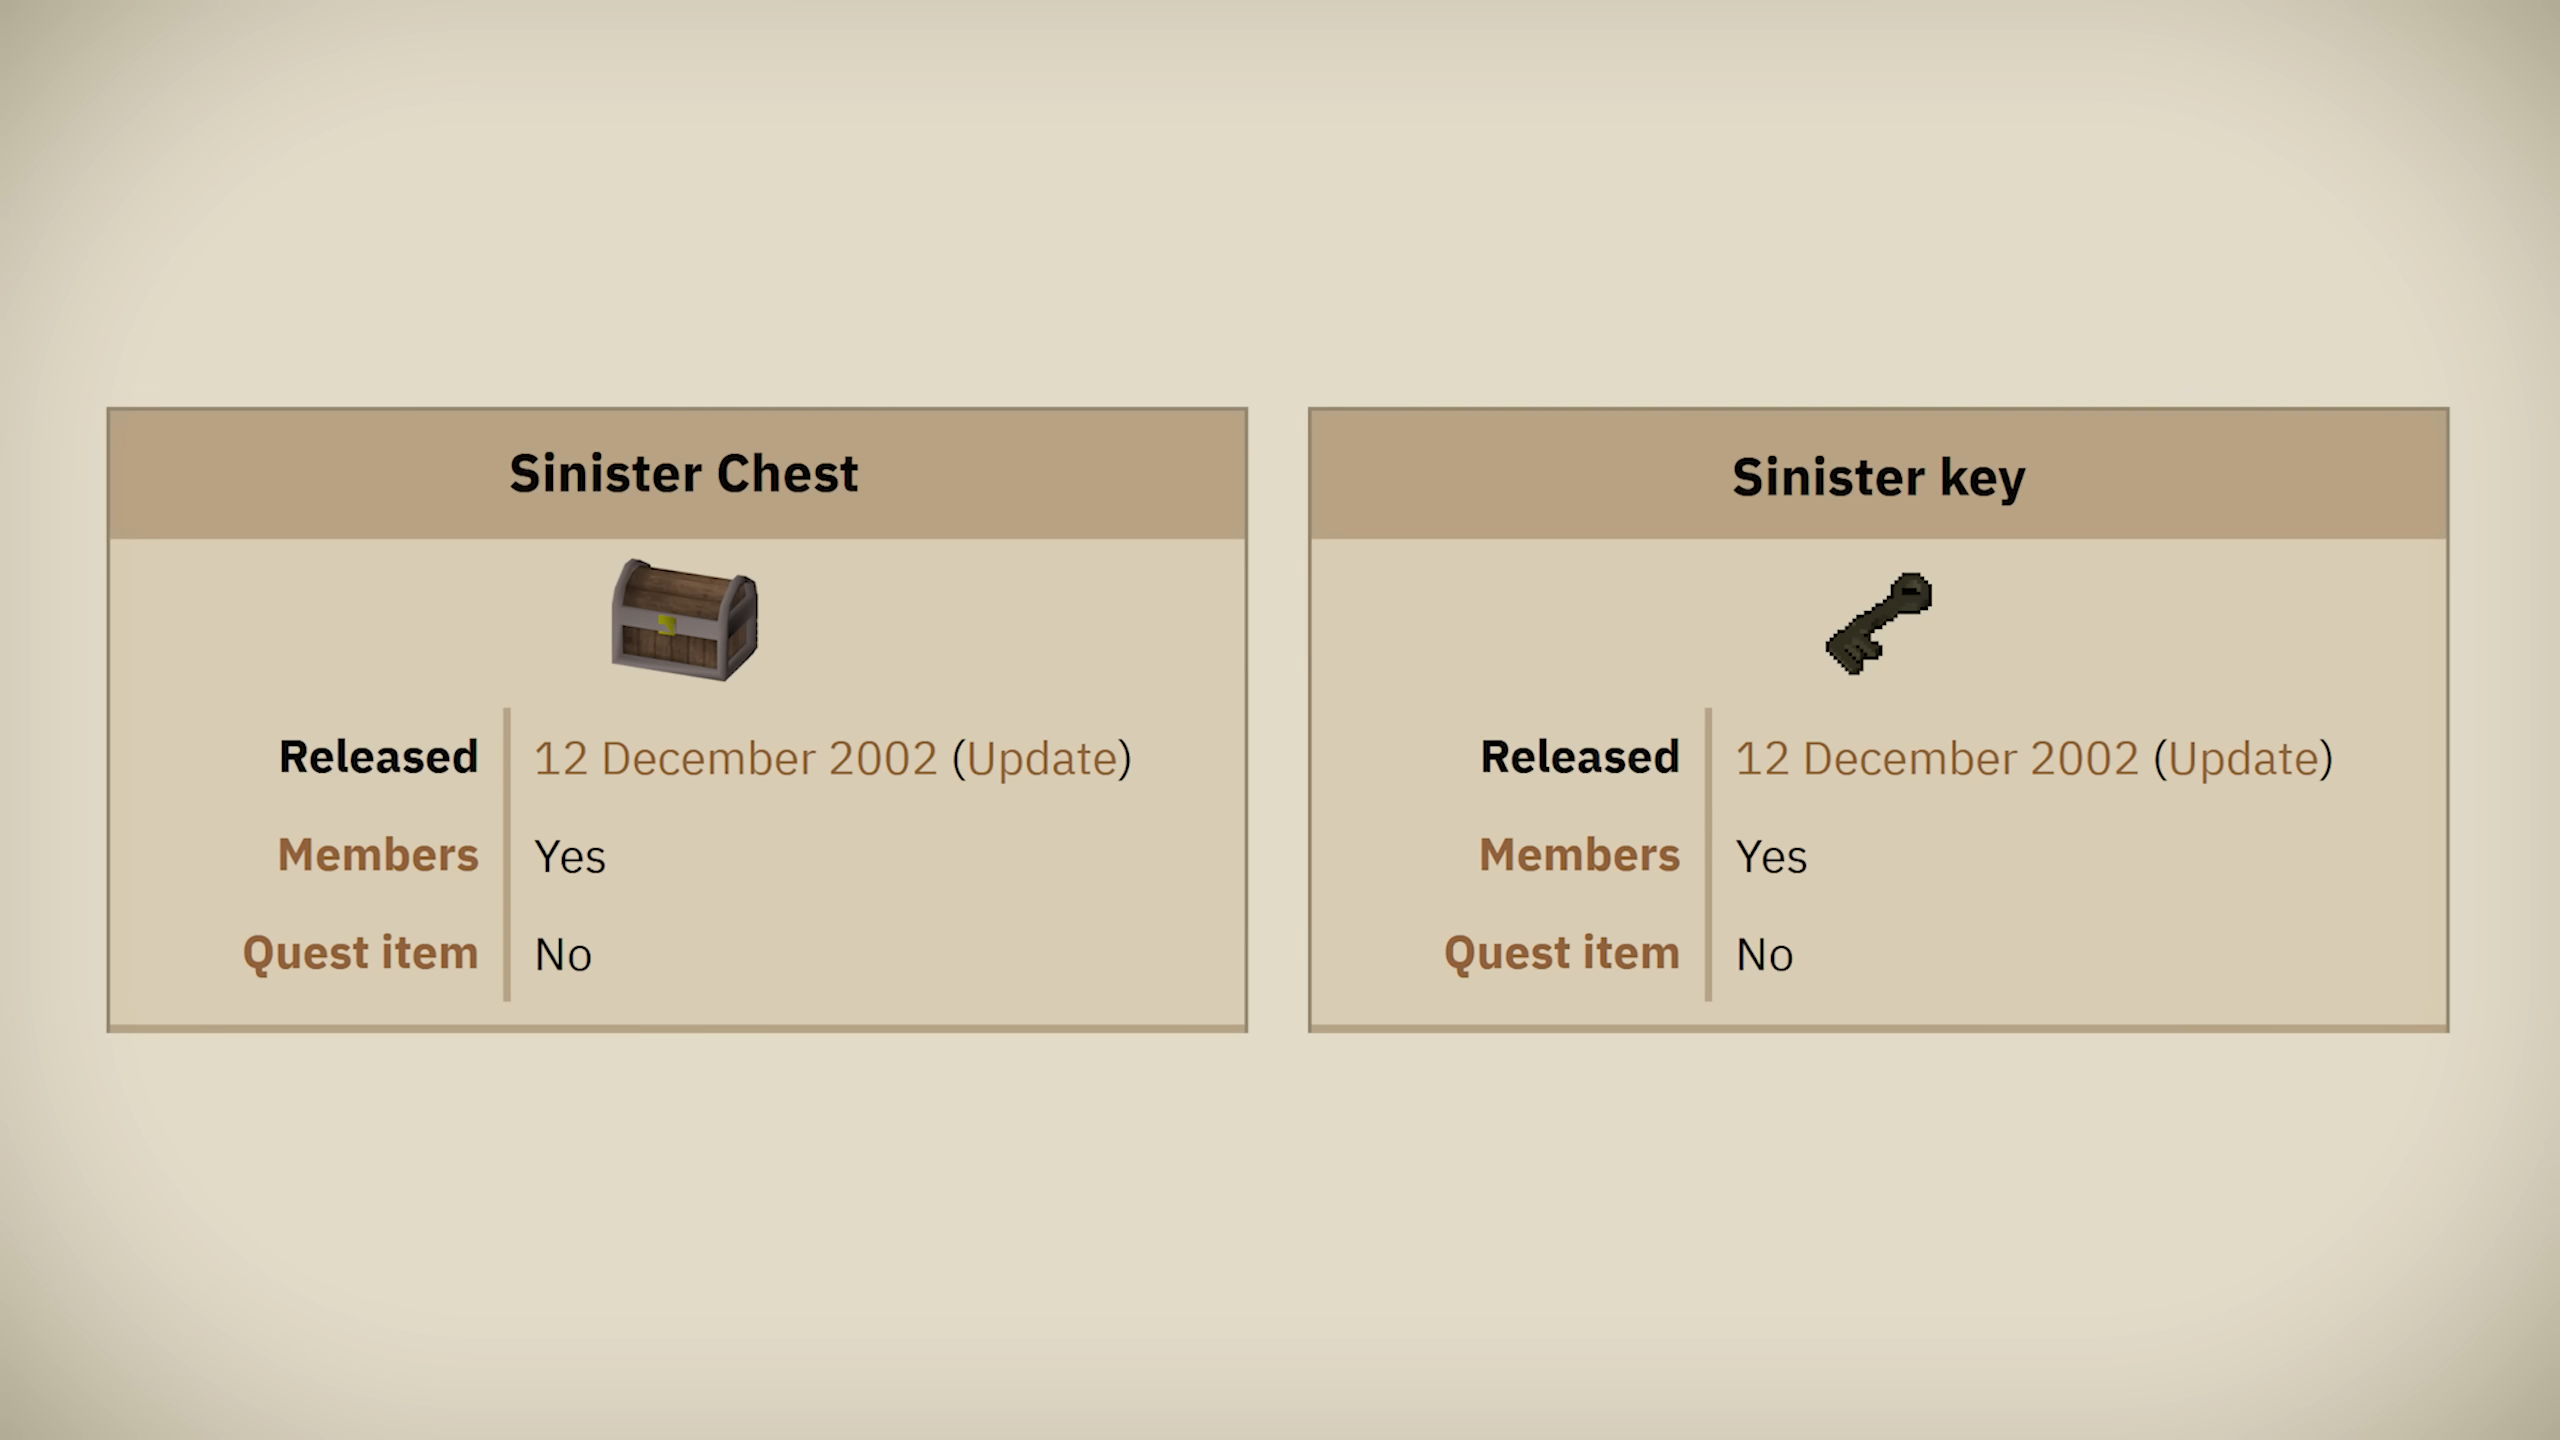 Sinister Chest
Released 12 December 2002 (Update)
Members Yes
Quest item No
Sinister key
Released 12 December 2002 (Update)
Members Yes
Quest item No